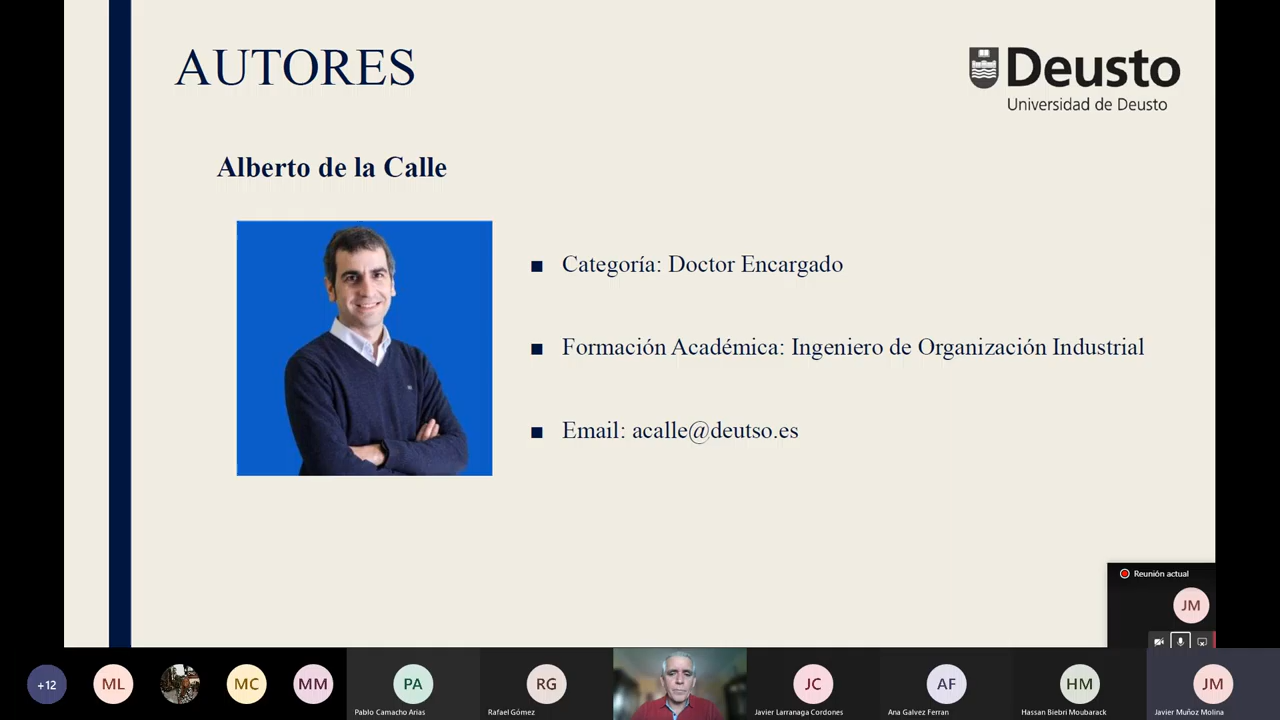 AUTORES
Deusto
Universidad de Deusto
Alberto de la Calle
■ Categoría: Doctor Encargado
■ Formación Académica: Ingeniero de Organización Industrial
■ Email: acalle@deutso.es
Reunión actual
JM
+12
ML
MC
MM
PA
RG
JC
AF
HM
JM
Pablo Camacho Arias
Rafael Gómez
Javier Larranaga Cordones
Ana Galvez Ferran
Hassan Biebri Moubarack
Javier Muñoz Molina